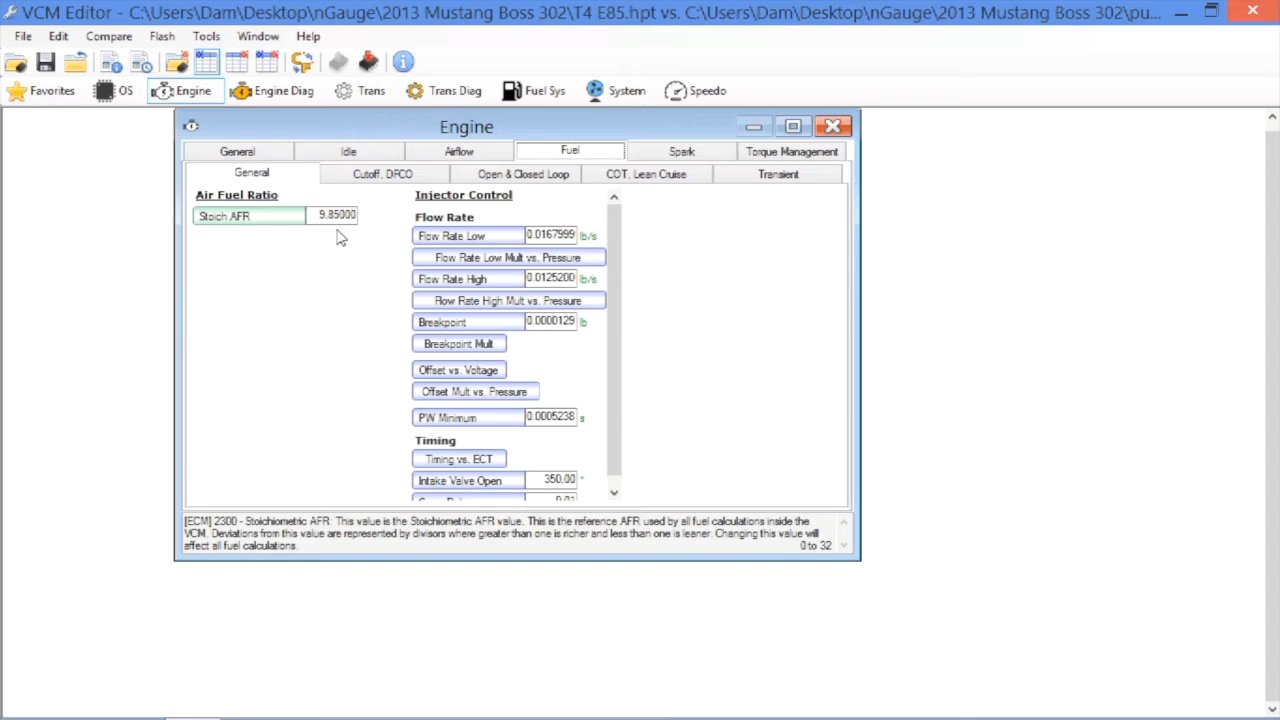 VCM Editor - C:\Users\Dam\Desktop\nGauge\2013 Mustang Boss 302\T4 E85.hpt vs. C:\Users\Dam\Desktop\nGauge\2013 Mustang Boss 302\pu...
File Edit Compare Flash Tools Window Help
Favorites OS Engine Engine Diag Trans Trans Diag Fuel Sys System Speedo
Engine
General Idle Airflow Fuel Spark Torque Management
General Cutoff, DFCO Open & Closed Loop COT, Lean Cruise Transient
Air Fuel Ratio
Stoich AFR 9.85000
Injector Control
Flow Rate
Flow Rate Low 0.0167999 lb/s
Flow Rate Low Mult vs. Pressure
Flow Rate High 0.0125200 lb/s
Flow Rate High Mult vs. Pressure
Breakpoint 0.0000129 lb
Breakpoint Mult
Offset vs. Voltage
Offset Mult vs. Pressure
PW Minimum 0.0005238 s
Timing
Timing vs. ECT
Intake Valve Open 350.00 °
[ECM] 2300 - Stoichiometric AFR: This value is the Stoichiometric AFR value. This is the reference AFR used by all fuel calculations inside the
VCM. Deviations from this value are represented by divisors where greater than one is richer and less than one is leaner. Changing this value will
affect all fuel calculations. 0 to 32